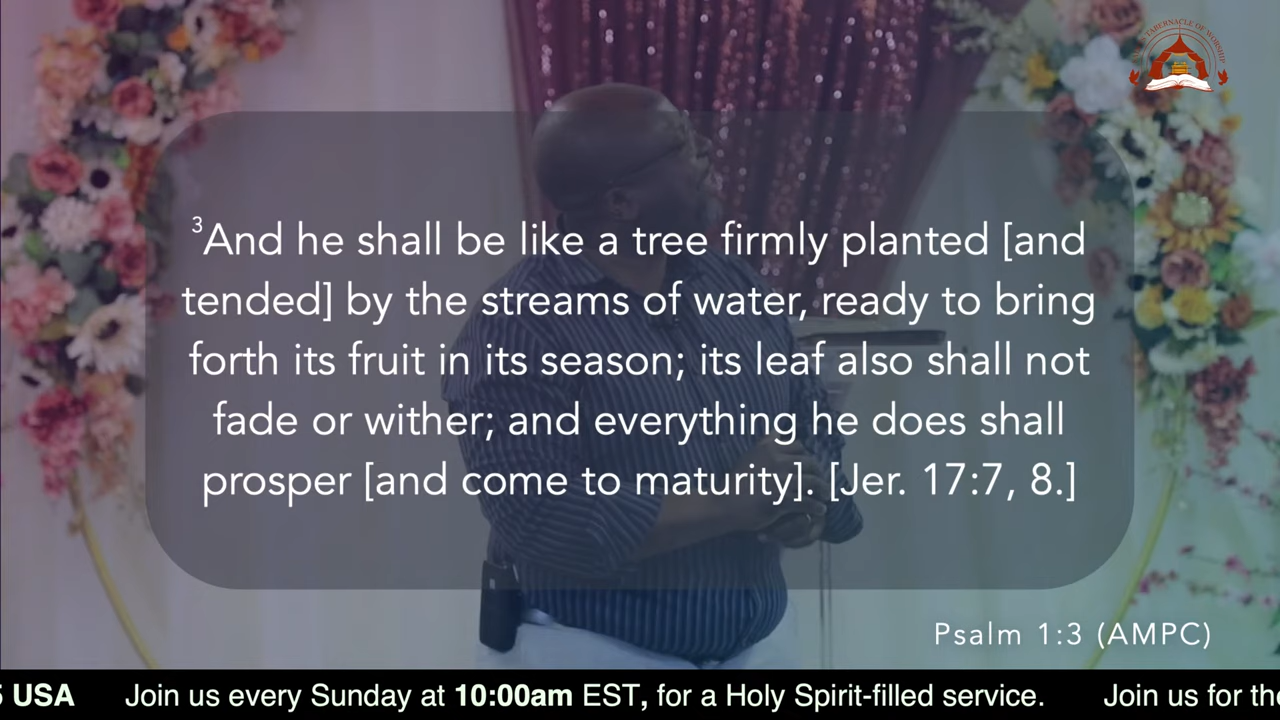 TABERNACLE OF WORSHIP
³And he shall be like a tree firmly planted [and
tended] by the streams of water, ready to bring
forth its fruit in its season; its leaf also shall not
fade or wither; and everything he does shall
prosper [and come to maturity]. [Jer. 17:7, 8.]
Psalm 1:3 (AMPC)
USA Join us every Sunday at 10:00am EST, for a Holy Spirit-filled service. Join us for the